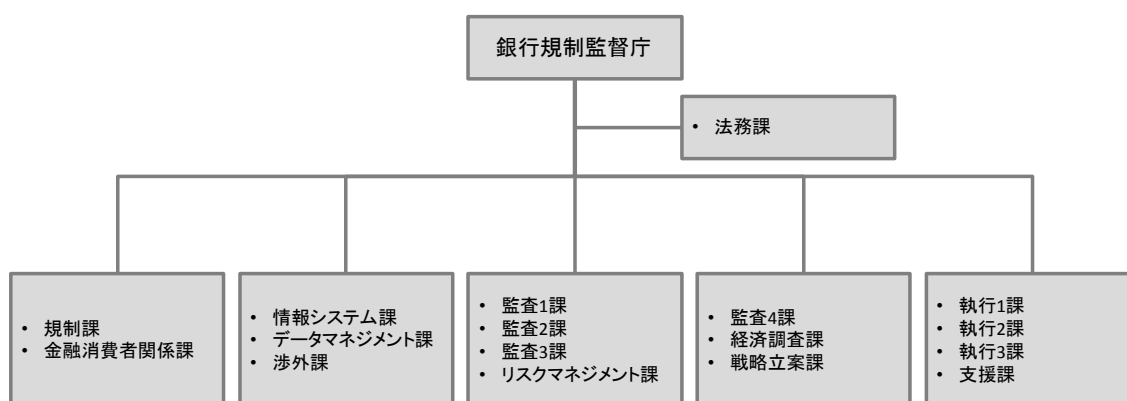 銀行規制監督庁
• 法務課
• 規制課
• 金融消費者関係課
• 情報システム課
• データマネジメント課
• 渉外課
• 監査1課
• 監査2課
• 監査3課
• リスクマネジメント課
• 監査4課
• 経済調査課
• 戦略立案課
• 執行1課
• 執行2課
• 執行3課
• 支援課